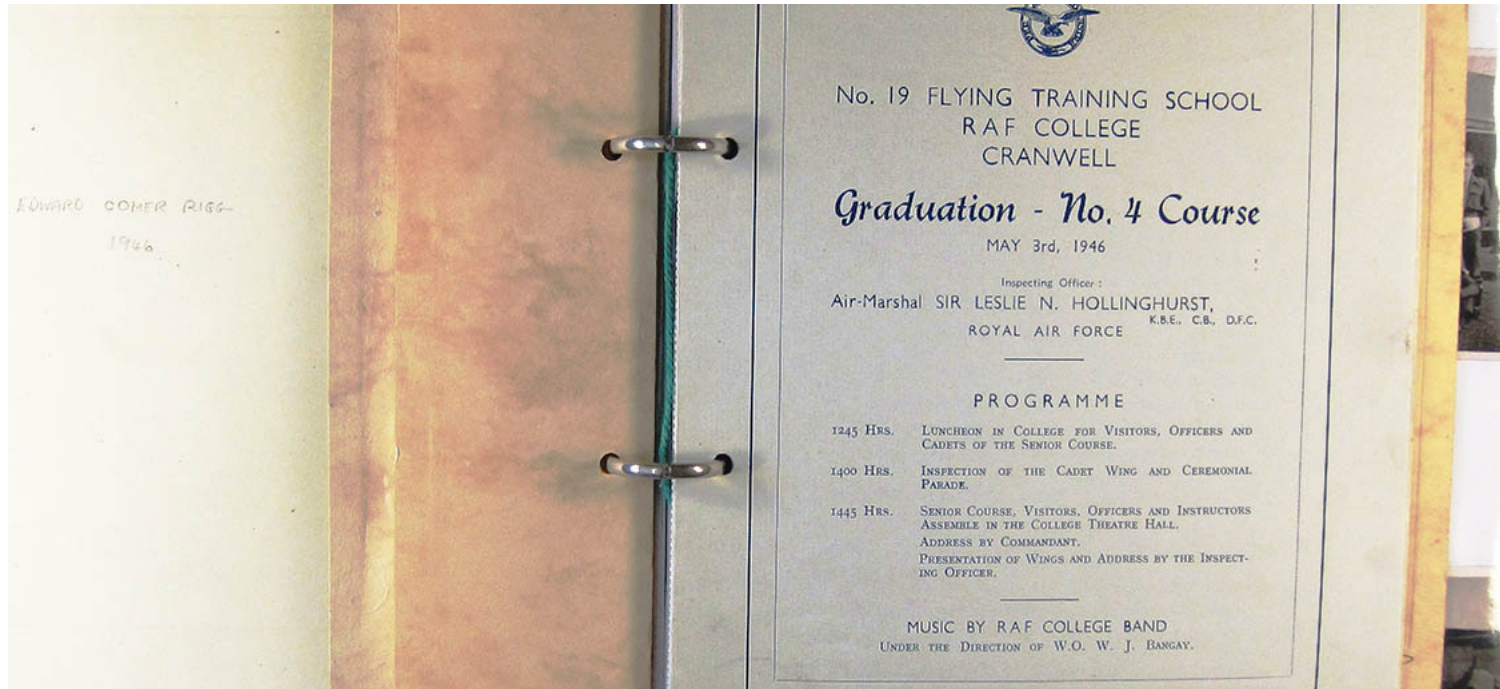 EDWARD GOMER RIGG
1946
No. 19 FLYING TRAINING SCHOOL
RAF COLLEGE
CRANWELL
Graduation - No. 4 Course
MAY 3rd, 1946
Inspecting Officer :
Air-Marshal SIR LESLIE N. HOLLINGHURST,
K.B.E., C.B., D.F.C.
ROYAL AIR FORCE
PROGRAMME
1245 HRS. LUNCHEON IN COLLEGE FOR VISITORS, OFFICERS AND
CADETS OF THE SENIOR COURSE.
1400 HRS. INSPECTION OF THE CADET WING AND CEREMONIAL
PARADE.
1445 HRS. SENIOR COURSE, VISITORS, OFFICERS AND INSTRUCTORS
ASSEMBLE IN THE COLLEGE THEATRE HALL.
ADDRESS BY COMMANDANT.
PRESENTATION OF WINGS AND ADDRESS BY THE INSPECT-
ING OFFICER.
MUSIC BY RAF COLLEGE BAND
UNDER THE DIRECTION OF W.O. W. J. BANGAY.